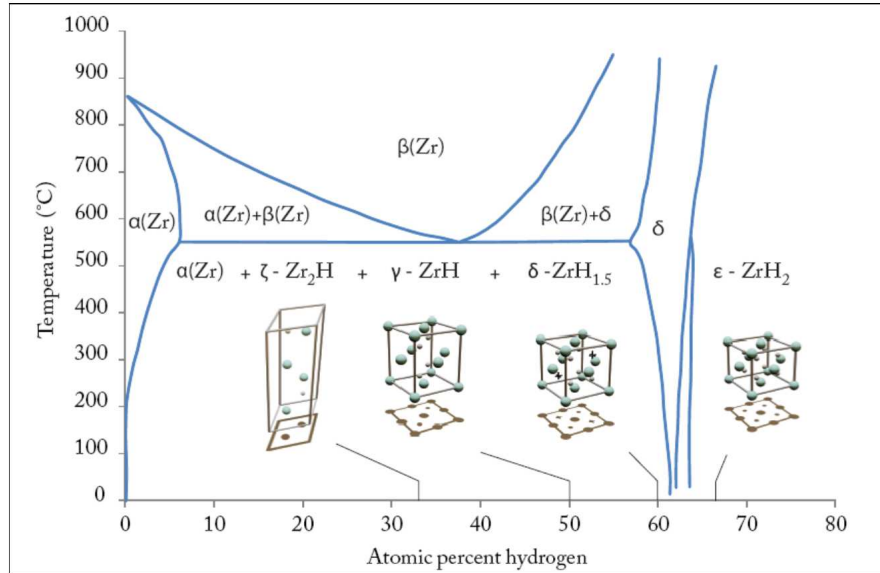 1000
900
800
700
600
500
400
300
200
100
0
Temperature (°C)
β(Zr)
α(Zr)
α(Zr)+β(Zr)
β(Zr)+δ
δ
α(Zr) + ζ - Zr₂H + γ - ZrH + δ -ZrH₁.₅
ε - ZrH₂
0 10 20 30 40 50 60 70 80
Atomic percent hydrogen